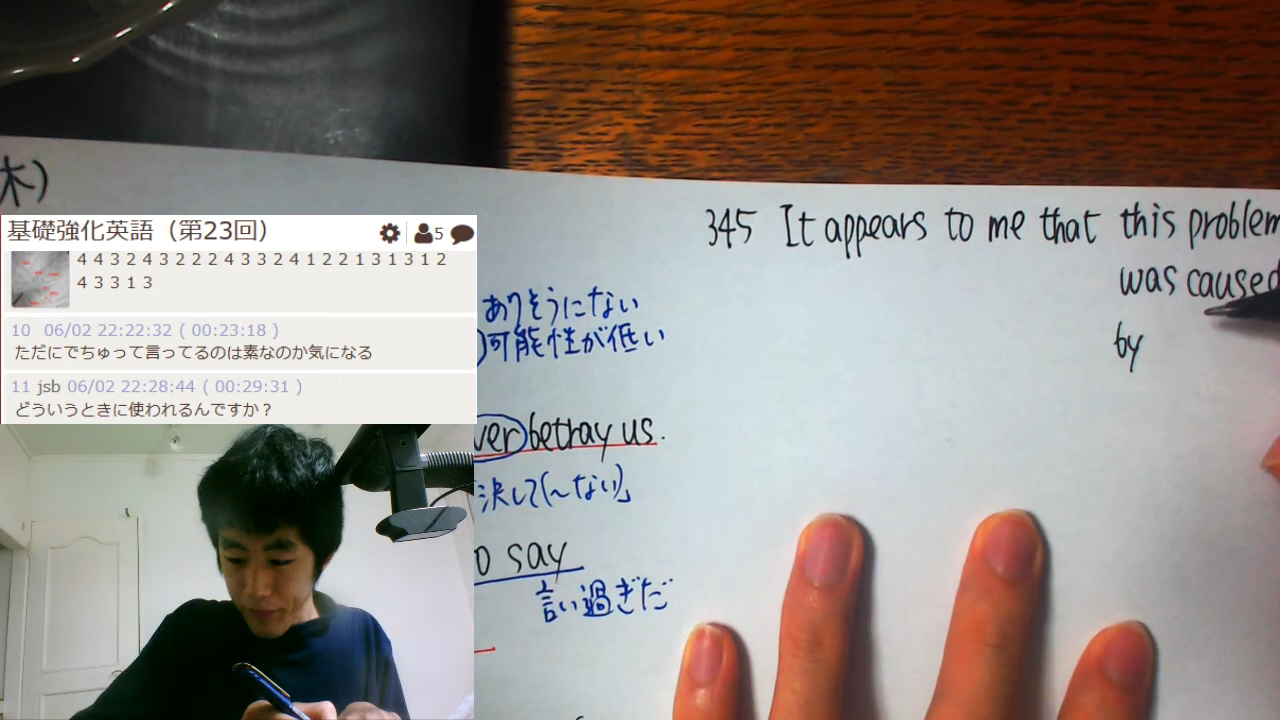 木)
基礎強化英語（第23回）
5
4 4 3 2 4 3 2 2 2 4 3 3 2 4 1 2 2 1 3 1 3 1 2
4 3 3 1 3
10 06/02 22:22:32 ( 00:23:18 )
ただにでちゅって言ってるのは素なのか気になる
11 jsb 06/02 22:28:44 ( 00:29:31 )
どういうときに使われるんですか？
ありそうにない
)可能性が低い
ver betray us.
決して(〜ない)」
o say
言い過ぎだ
345 It appears to me that this problem
was caused
by